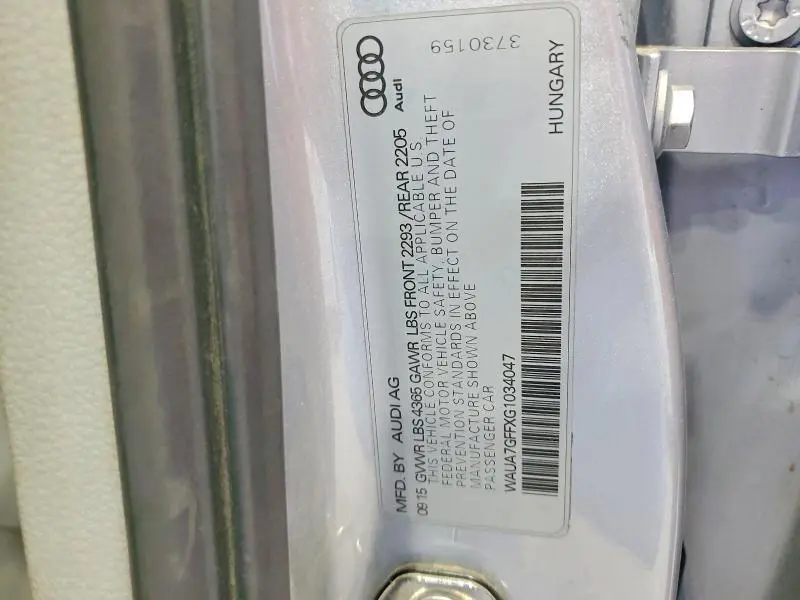 Audi
3730159
MFD. BY AUDI AG
09 15 GVWR LBS 4365 GAWR LBS FRONT 2293 / REAR 2205
THIS VEHICLE CONFORMS TO ALL APPLICABLE U.S.
FEDERAL MOTOR VEHICLE SAFETY, BUMPER AND THEFT
PREVENTION STANDARDS IN EFFECT ON THE DATE OF
MANUFACTURE SHOWN ABOVE
PASSENGER CAR
WAUA7GFFXG1034047
HUNGARY